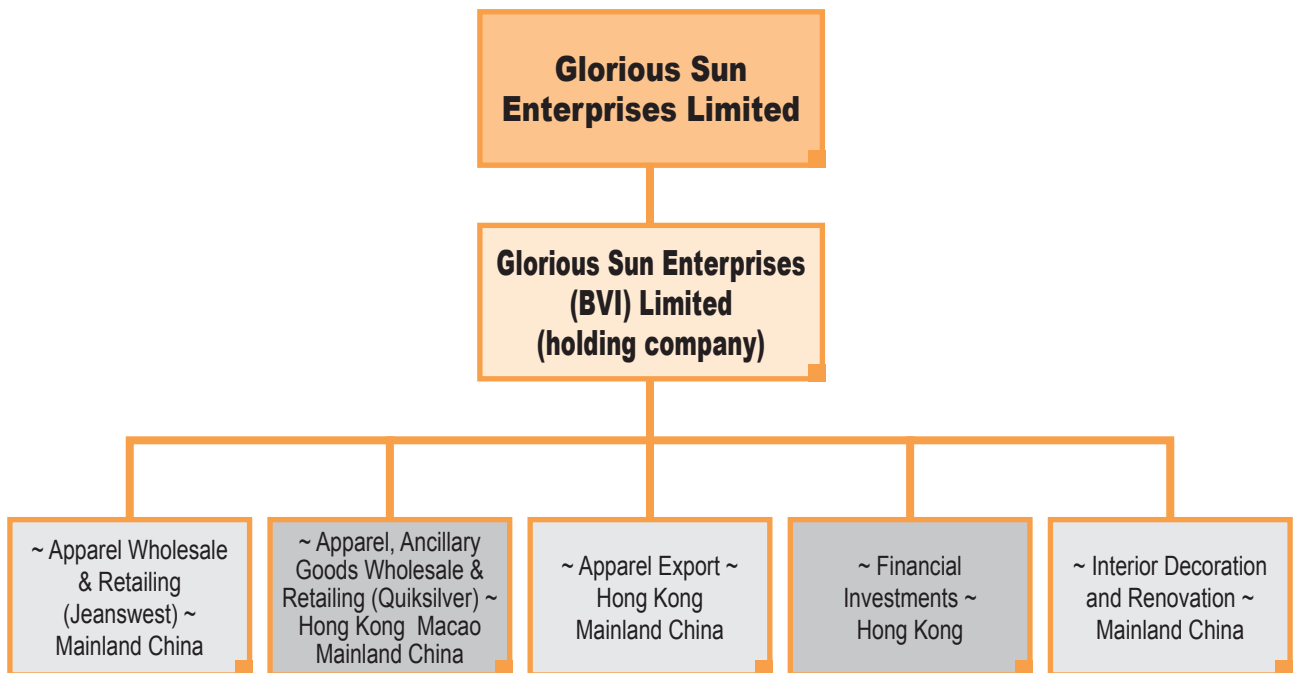 Glorious Sun
Enterprises Limited
Glorious Sun Enterprises
(BVI) Limited
(holding company)
~ Apparel Wholesale
& Retailing
(Jeanswest) ~
Mainland China
~ Apparel, Ancillary
Goods Wholesale &
Retailing (Quiksilver) ~
Hong Kong Macao
Mainland China
~ Apparel Export ~
Hong Kong
Mainland China
~ Financial
Investments ~
Hong Kong
~ Interior Decoration
and Renovation ~
Mainland China